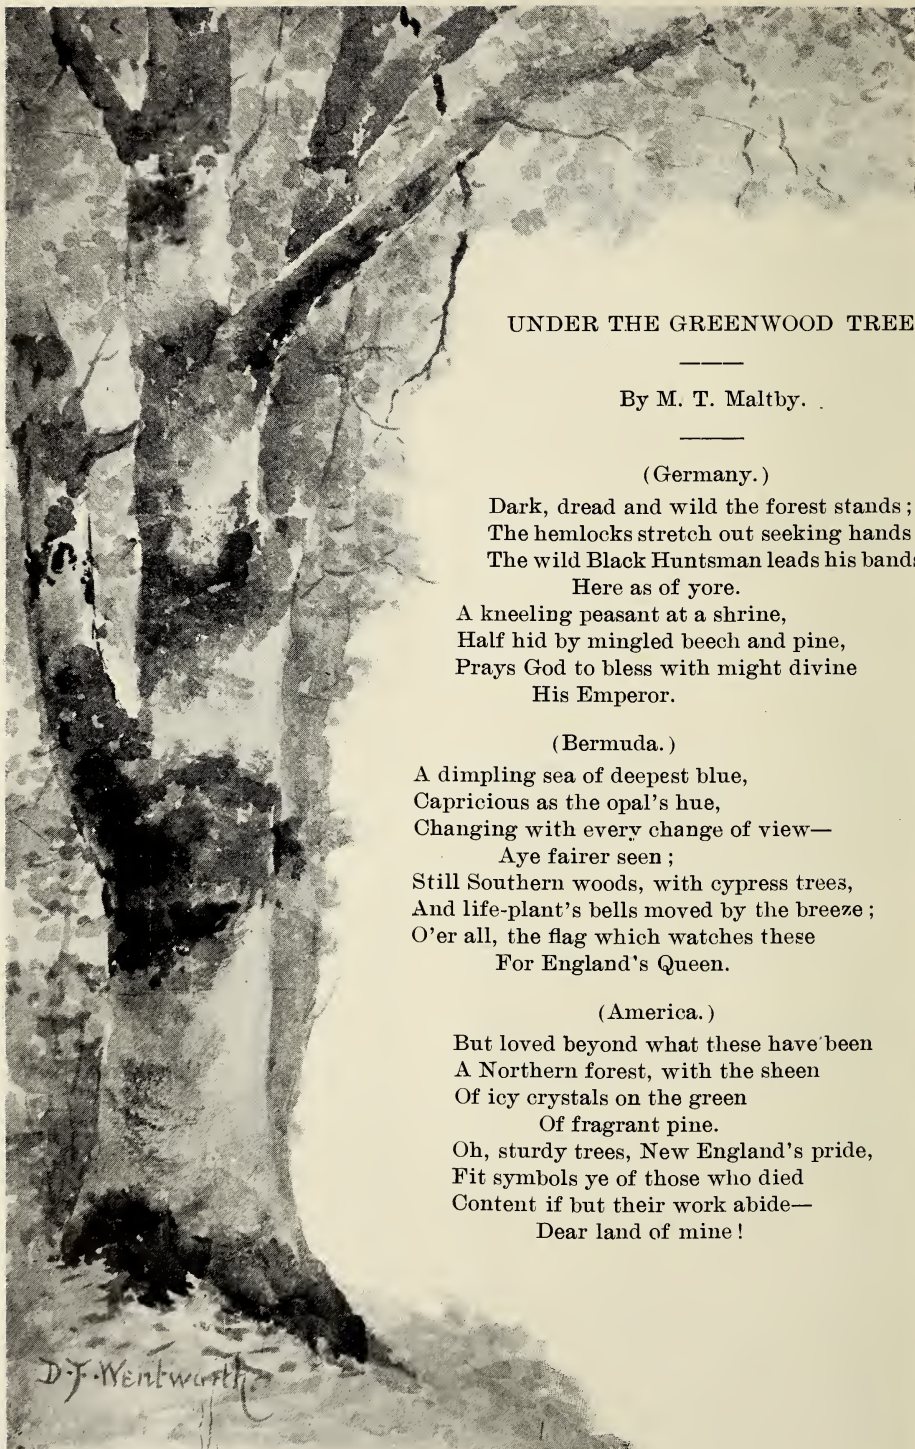 UNDER THE GREENWOOD TREE
By M. T. Maltby.
(Germany.)
Dark, dread and wild the forest stands;
The hemlocks stretch out seeking hands
The wild Black Huntsman leads his bands
Here as of yore.
A kneeling peasant at a shrine,
Half hid by mingled beech and pine,
Prays God to bless with might divine
His Emperor.
(Bermuda.)
A dimpling sea of deepest blue,
Capricious as the opal's hue,
Changing with every change of view—
Aye fairer seen;
Still Southern woods, with cypress trees,
And life-plant's bells moved by the breeze;
O'er all, the flag which watches these
For England's Queen.
(America.)
But loved beyond what these have been
A Northern forest, with the sheen
Of icy crystals on the green
Of fragrant pine.
Oh, sturdy trees, New England's pride,
Fit symbols ye of those who died
Content if but their work abide—
Dear land of mine!
D.F. Wentworth.